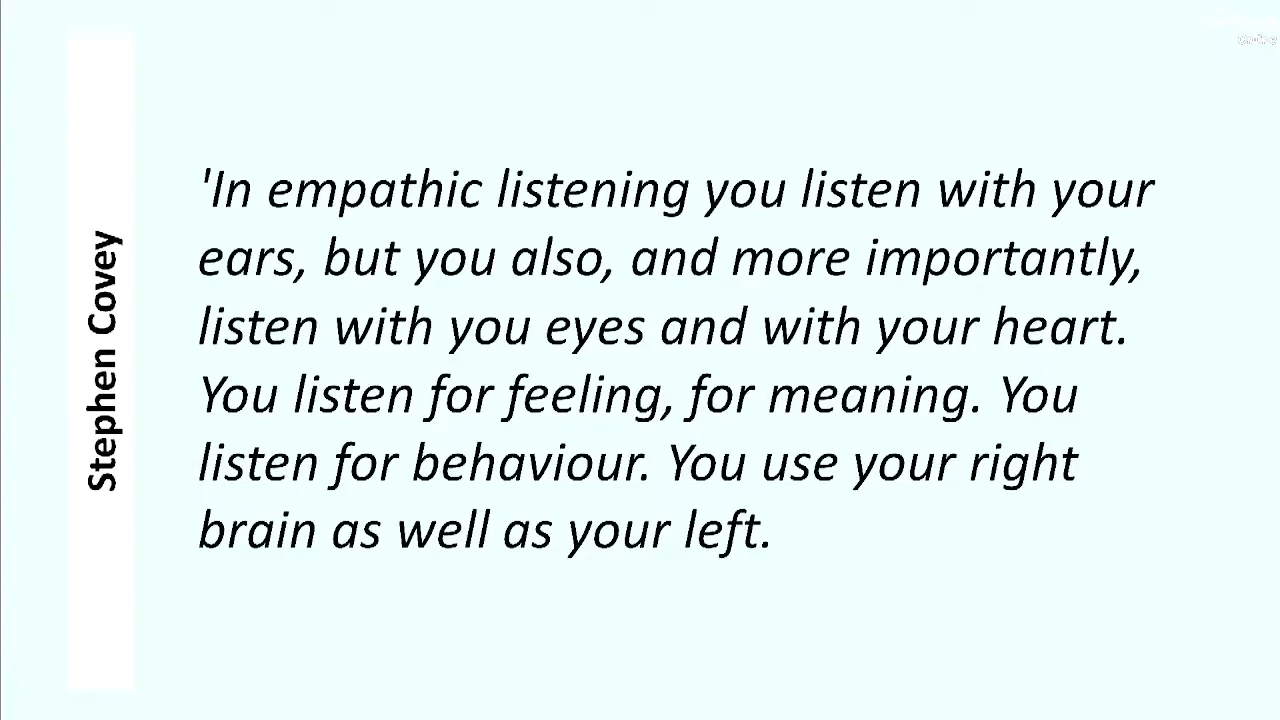 Stephen Covey
'In empathic listening you listen with your
ears, but you also, and more importantly,
listen with you eyes and with your heart.
You listen for feeling, for meaning. You
listen for behaviour. You use your right
brain as well as your left.